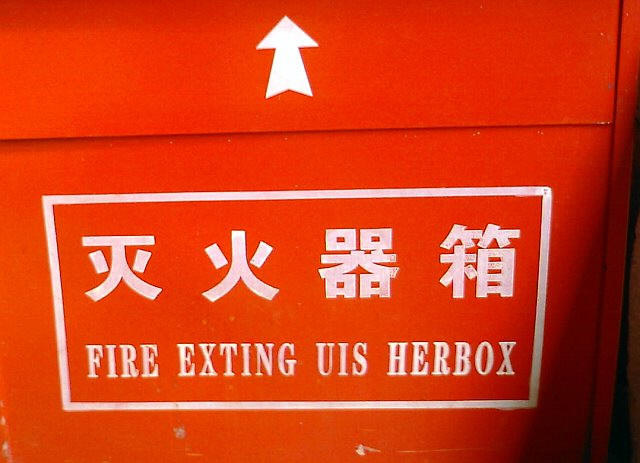 灭火器箱
FIRE EXTING UIS HERBOX